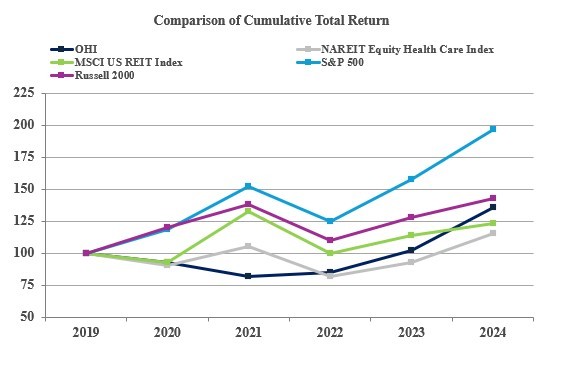 Comparison of Cumulative Total Return
OHI NAREIT Equity Health Care Index
MSCI US REIT Index S&P 500
Russell 2000
225
200
175
150
125
100
75
50
2019 2020 2021 2022 2023 2024